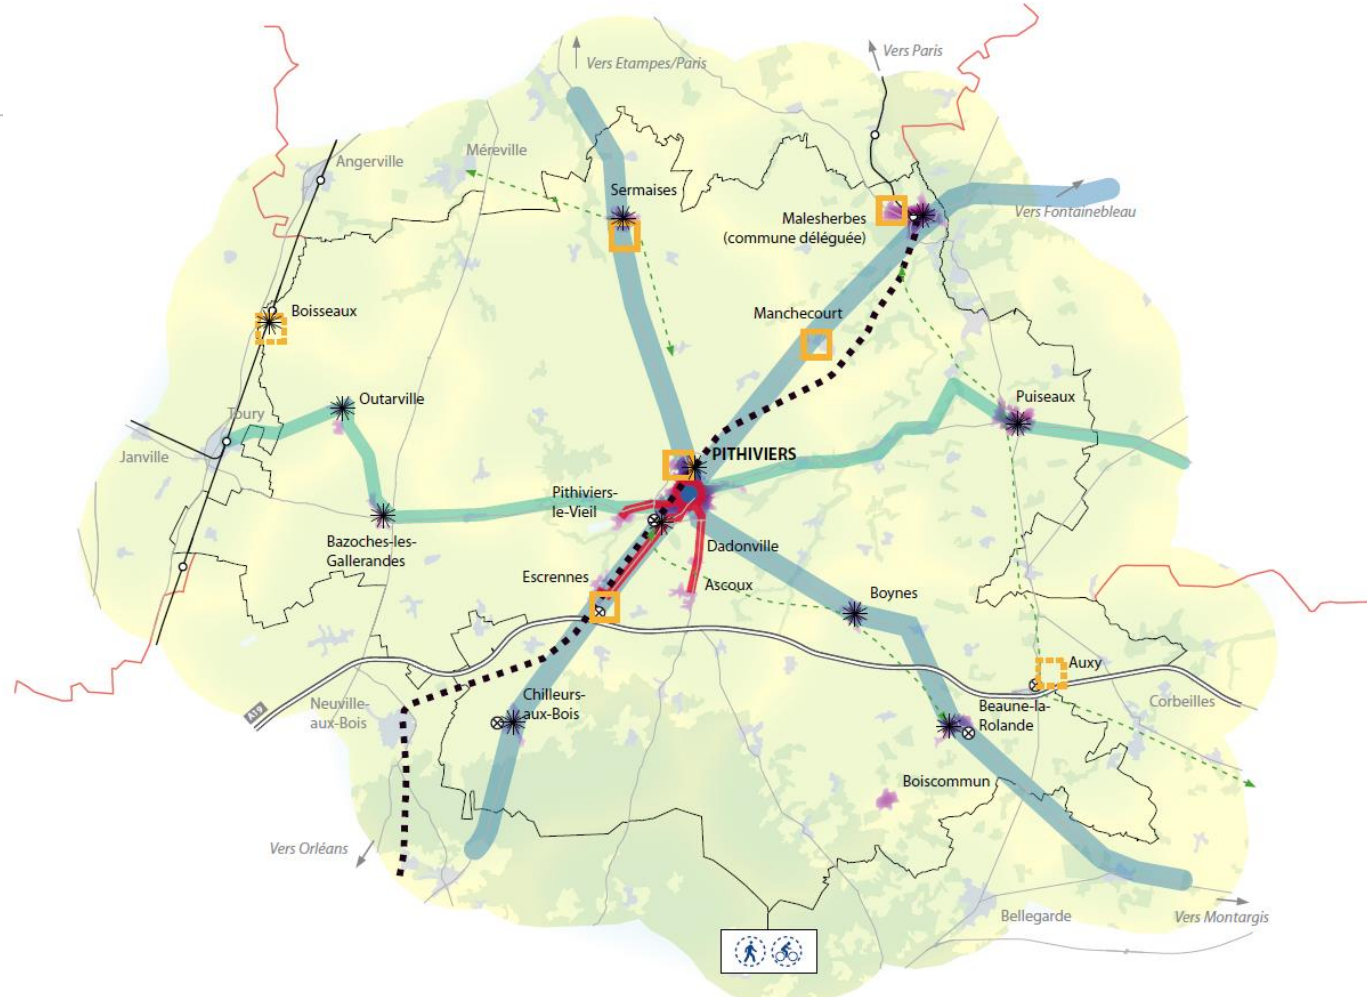 Vers Paris
Vers Etampes/Paris
Méreville
Angerville
Sermaises
Malesherbes
(commune déléguée)
Vers Fontainebleau
Boisseaux
Manchecourt
Outarville
Puiseaux
Toury
Janville
PITHIVIERS
Pithiviers-
le-Vieil
Bazoches-les-
Gallerandes
Dadonville
Escrennes
Ascoux
Boynes
Auxy
Neuville-
aux-Bois
Chilleurs-
aux-Bois
Beaune-la-
Rolande
Corbeilles
A19
Boiscommun
Vers Orléans
Bellegarde
Vers Montargis